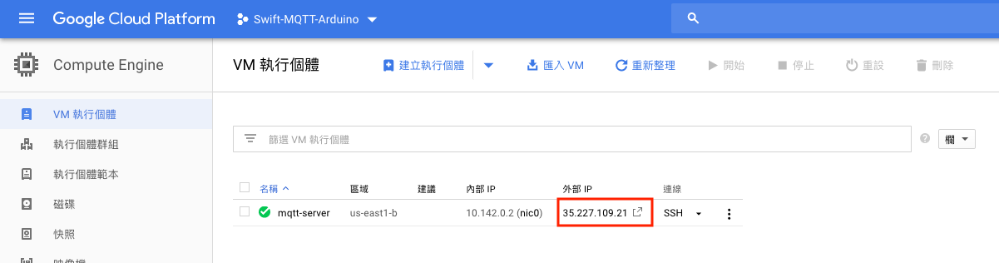 Google Cloud Platform Swift-MQTT-Arduino
Compute Engine
VM 執行個體 建立執行個體 匯入 VM 重新整理 開始 停止 重設 刪除
VM 執行個體
執行個體群組
執行個體範本
磁碟
快照
映像檔
篩選 VM 執行個體 欄
名稱 區域 建議 內部 IP 外部 IP 連線
mqtt-server us-east1-b 10.142.0.2 (nic0) 35.227.109.21 SSH